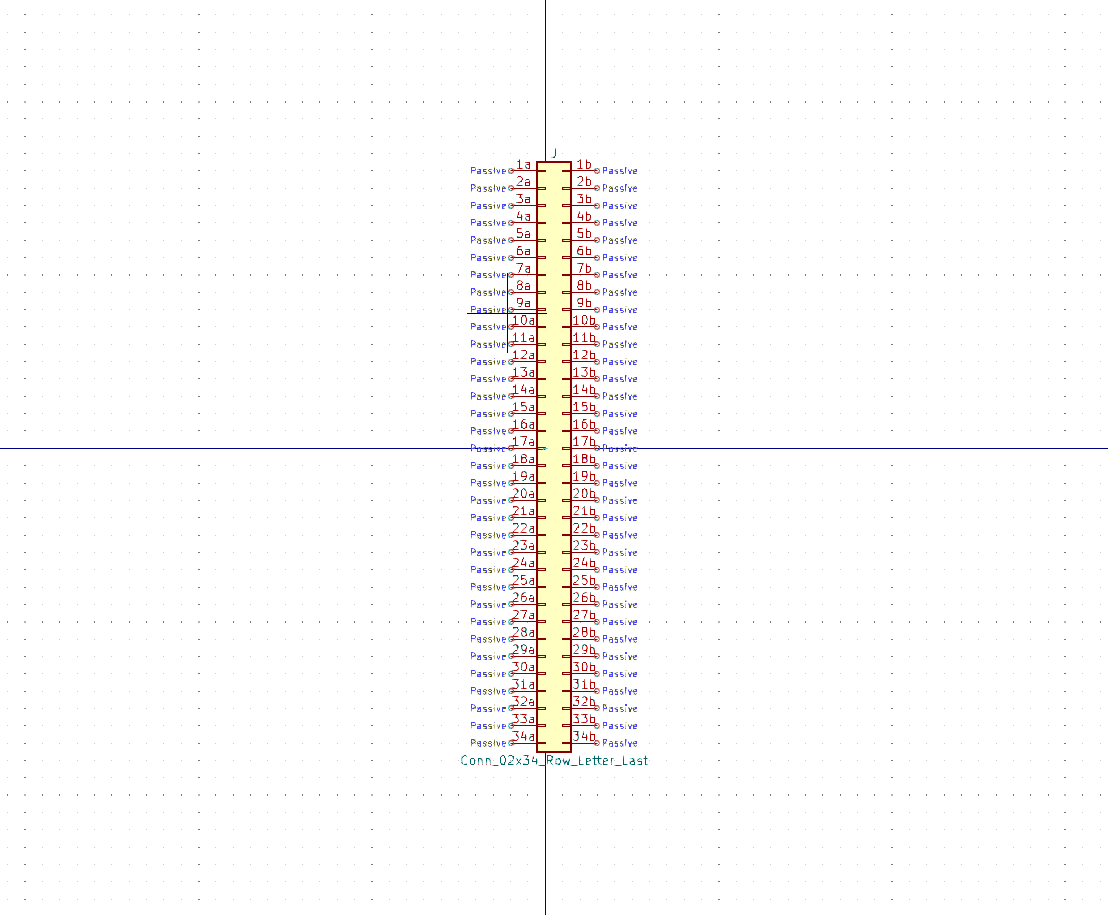 J
Passive 1a 1b Passive
Passive 2a 2b Passive
Passive 3a 3b Passive
Passive 4a 4b Passive
Passive 5a 5b Passive
Passive 6a 6b Passive
Passive 7a 7b Passive
Passive 8a 8b Passive
Passive 9a 9b Passive
Passive 10a 10b Passive
Passive 11a 11b Passive
Passive 12a 12b Passive
Passive 13a 13b Passive
Passive 14a 14b Passive
Passive 15a 15b Passive
Passive 16a 16b Passive
Passive 17a 17b Passive
Passive 18a 18b Passive
Passive 19a 19b Passive
Passive 20a 20b Passive
Passive 21a 21b Passive
Passive 22a 22b Passive
Passive 23a 23b Passive
Passive 24a 24b Passive
Passive 25a 25b Passive
Passive 26a 26b Passive
Passive 27a 27b Passive
Passive 28a 28b Passive
Passive 29a 29b Passive
Passive 30a 30b Passive
Passive 31a 31b Passive
Passive 32a 32b Passive
Passive 33a 33b Passive
Passive 34a 34b Passive
Conn_02x34_Row_Letter_Last